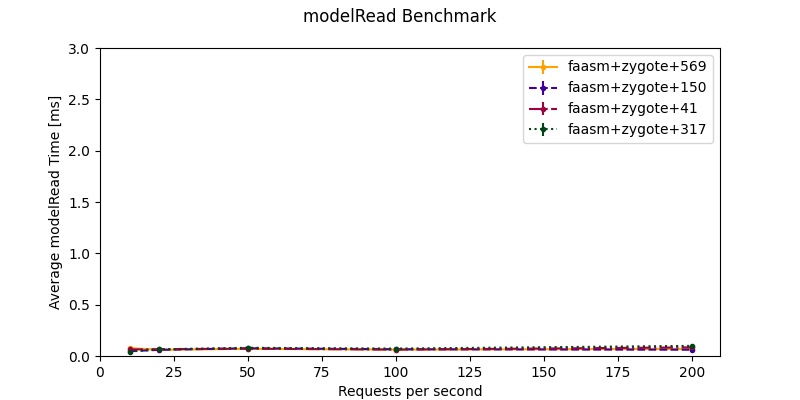 modelRead Benchmark
3.0
2.5
2.0
1.5
1.0
0.5
0.0
Average modelRead Time [ms]
faasm+zygote+569
faasm+zygote+150
faasm+zygote+41
faasm+zygote+317
0 25 50 75 100 125 150 175 200
Requests per second